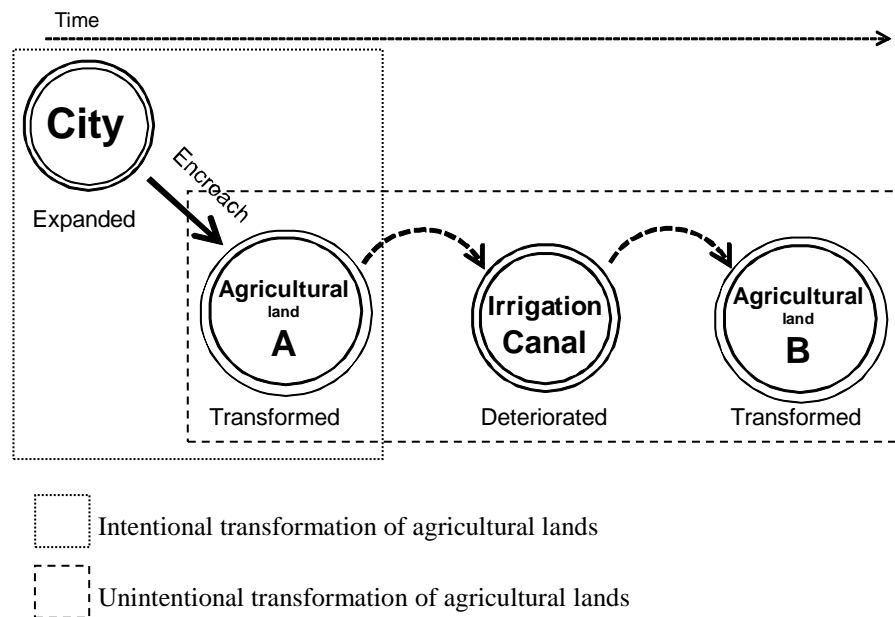 Time
City
Encroach
Expanded
Agricultural
land
A
Transformed
Irrigation
Canal
Deteriorated
Agricultural
land
B
Transformed
Intentional transformation of agricultural lands
Unintentional transformation of agricultural lands